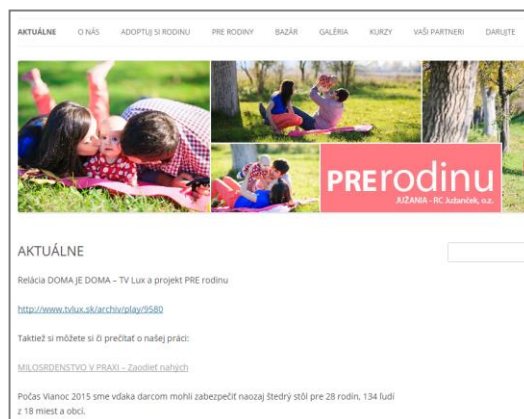 AKTUÁLNE O NÁS ADOPTUJ SI RODINU PRE RODINY BAZÁR GALÉRIA KURZY VAŠI PARTNERI DARUJTE
PRErodinu
JUŽANIA - RC Južanček, o.z.
AKTUÁLNE
Relácia DOMA JE DOMA – TV Lux a projekt PRE rodinu
http://www.tvlux.sk/archiv/play/9580
Taktiež si môžete si či prečítat o našej práci:
MILOSRDENSTVO V PRAXI – Zaodieť nahých
Počas Vianoc 2015 sme vďaka darcom mohli zabezpečiť naozaj štedrý stôl pre 28 rodín, 134 ľudí
z 18 miest a obcí.